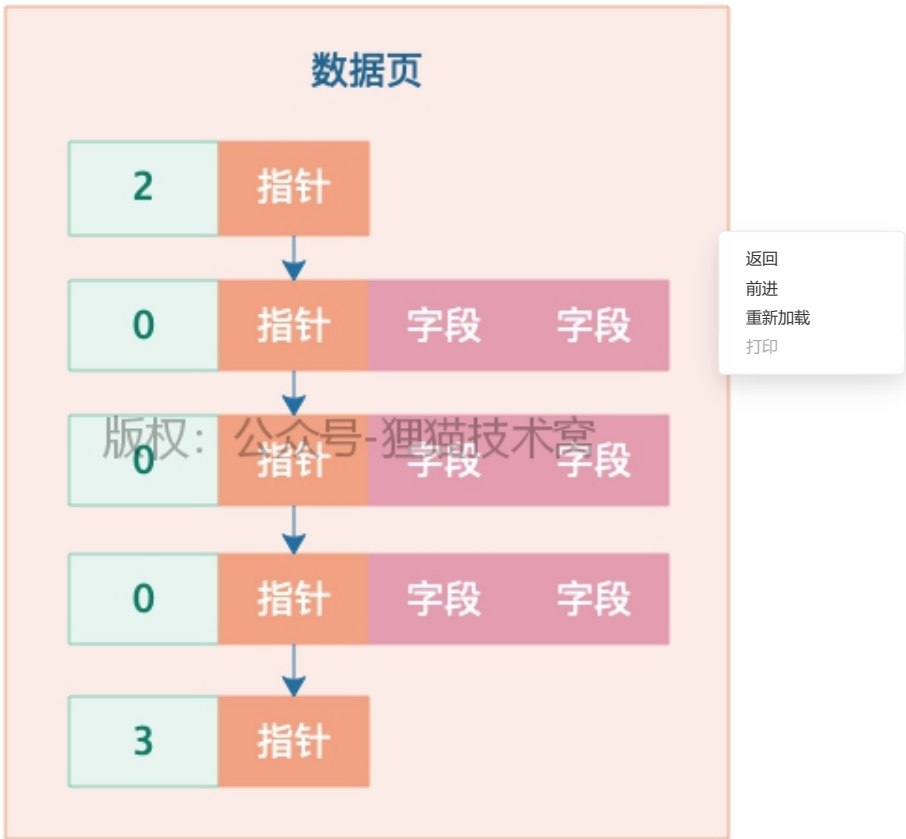 数据页
2 指针
0 指针 字段 字段
返回
前进
重新加载
打印
版权：公众号-狸猫技术窝
0 指针 字段 字段
0 指针 字段 字段
3 指针